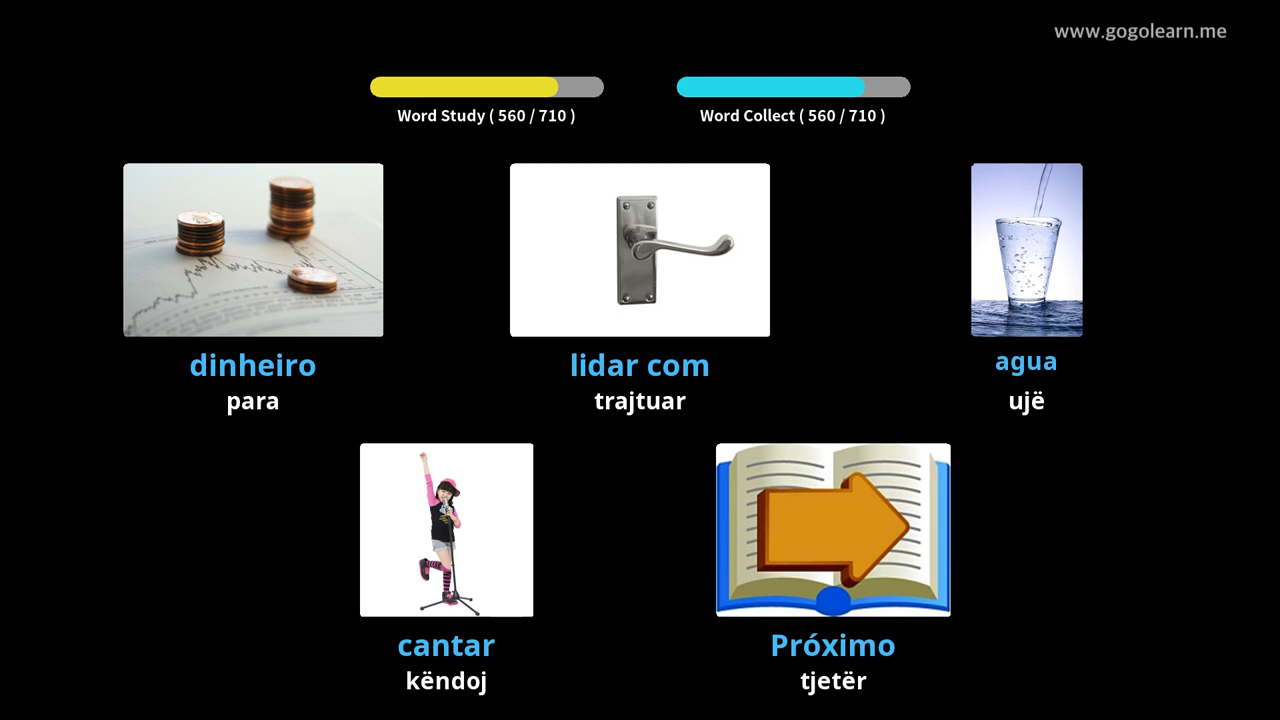 www.gogolearn.me
Word Study ( 560 / 710 )
Word Collect ( 560 / 710 )
dinheiro
para
lidar com
trajtuar
agua
ujë
cantar
këndoj
Próximo
tjetër